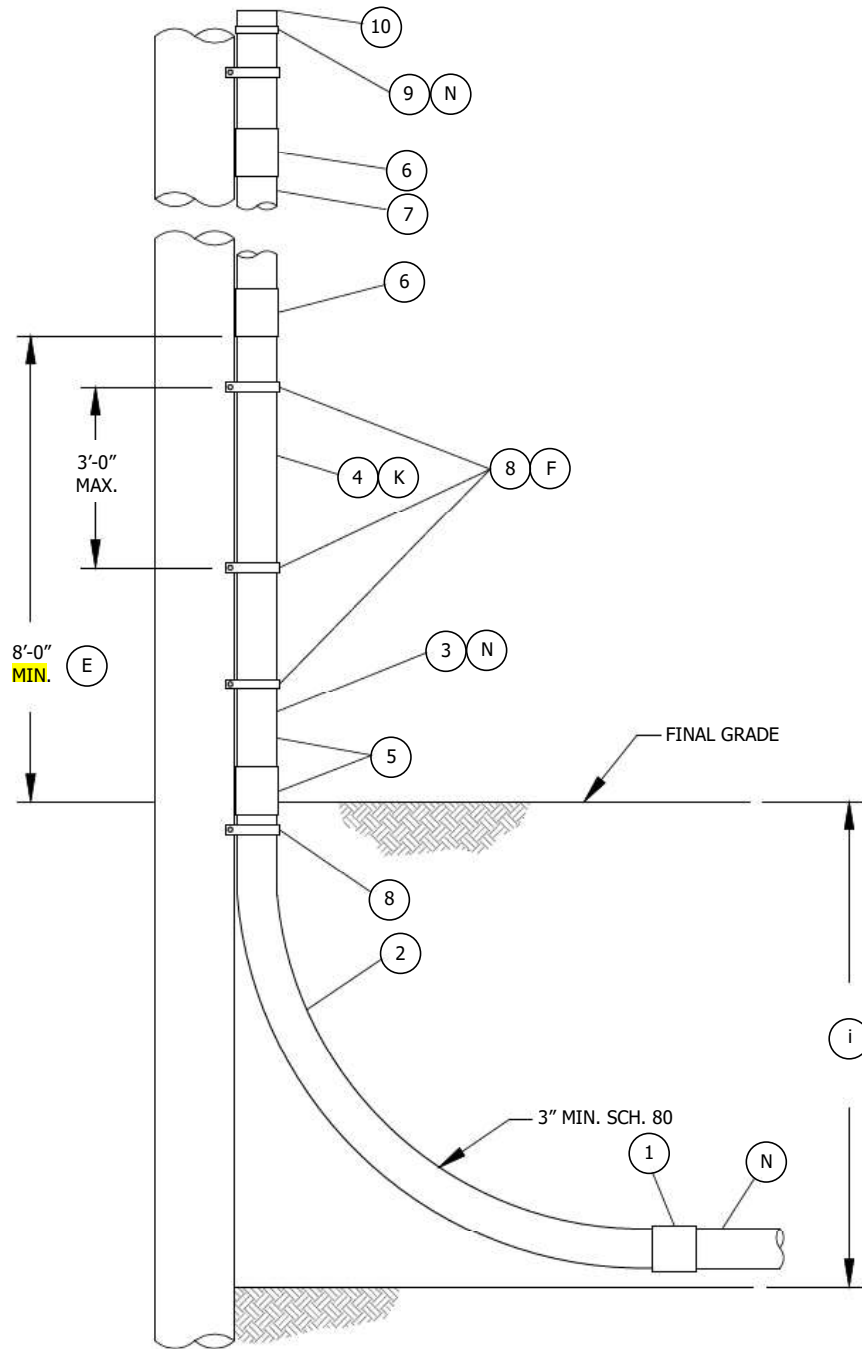 10
9 N
6
7
6
3'-0"
MAX.
4 K
8 F
8'-0"
MIN. E
3 N
5
FINAL GRADE
8
2
i
3" MIN. SCH. 80
1
N